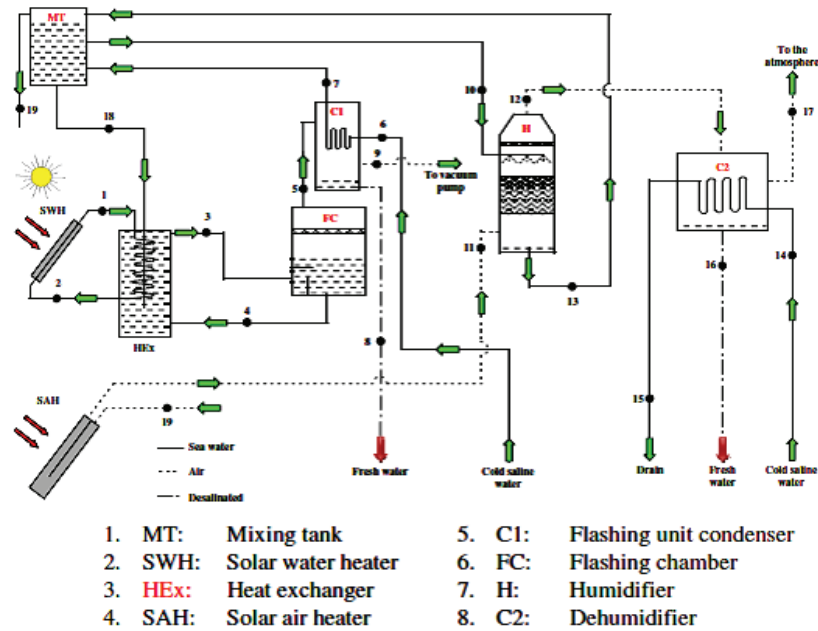 MT
To the
atmosphere
7
10
12
17
19
18
C1
6
H
9
C2
1
5
To vacuum
pump
SWH
3
FC
11
2
4
16
14
13
HEx
8
SAH
19
15
Sea water
Air
Desalinated
Fresh water
Cold saline
water
Drain
Fresh
water
Cold saline
water
1. MT: Mixing tank
2. SWH: Solar water heater
3. HEx: Heat exchanger
4. SAH: Solar air heater
5. C1: Flashing unit condenser
6. FC: Flashing chamber
7. H: Humidifier
8. C2: Dehumidifier